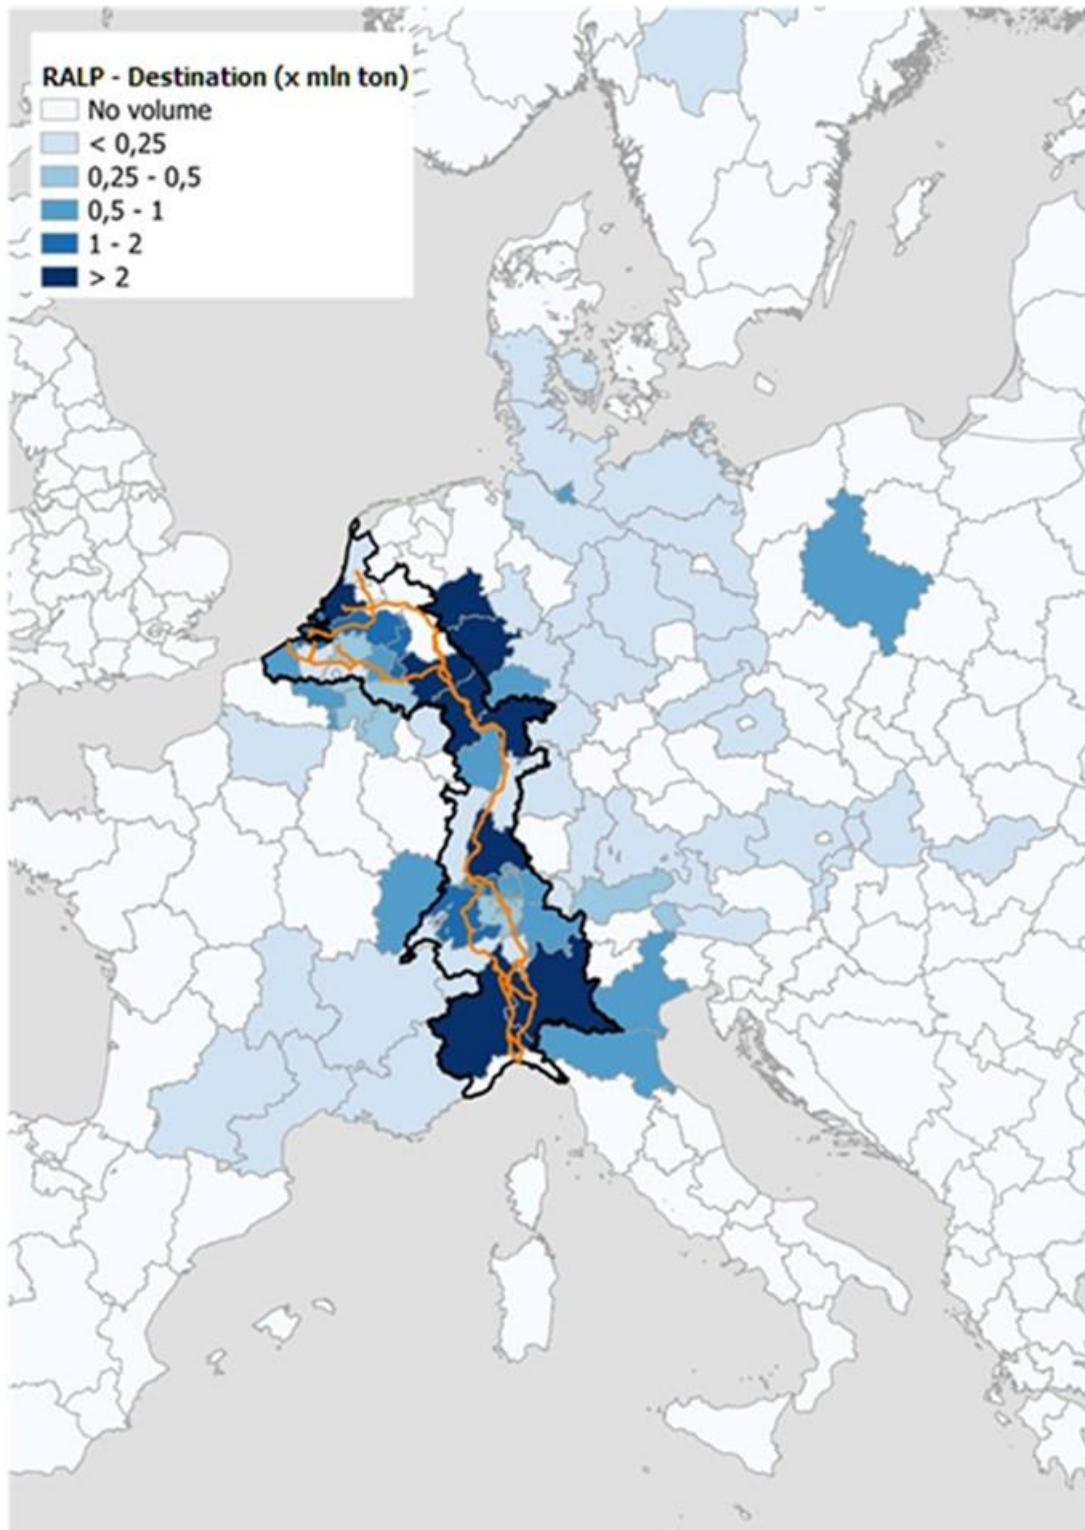 RALP - Destination (x mln ton)
No volume
< 0,25
0,25 - 0,5
0,5 - 1
1 - 2
> 2